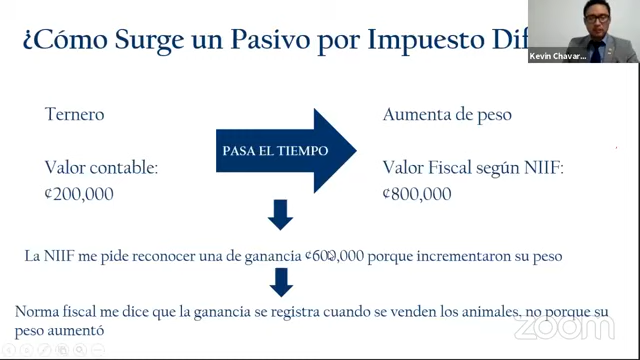 ¿Cómo Surge un Pasivo por Impuesto Dif
Kevin Chavar...
Ternero
Valor contable:
¢200,000
PASA EL TIEMPO
Aumenta de peso
Valor Fiscal según NIIF:
¢800,000
La NIIF me pide reconocer una de ganancia ¢600,000 porque incrementaron su peso
Norma fiscal me dice que la ganancia se registra cuando se venden los animales, no porque su
peso aumentó
zoom